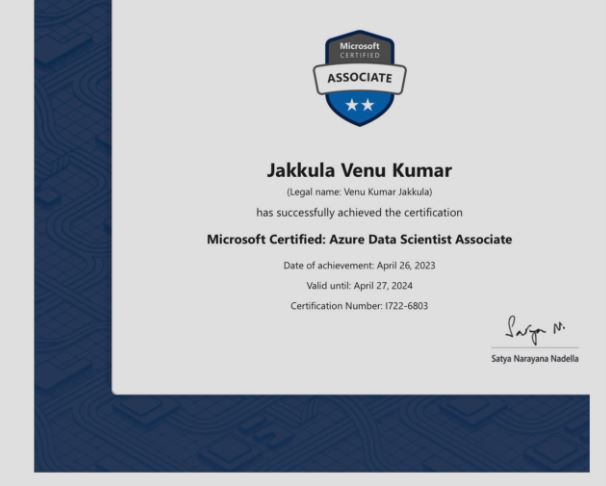 Microsoft
CERTIFIED
ASSOCIATE
Jakkula Venu Kumar
(Legal name: Venu Kumar Jakkula)
has successfully achieved the certification
Microsoft Certified: Azure Data Scientist Associate
Date of achievement: April 26, 2023
Valid until: April 27, 2024
Certification Number: I722-6803
Satya N.
Satya Narayana Nadella